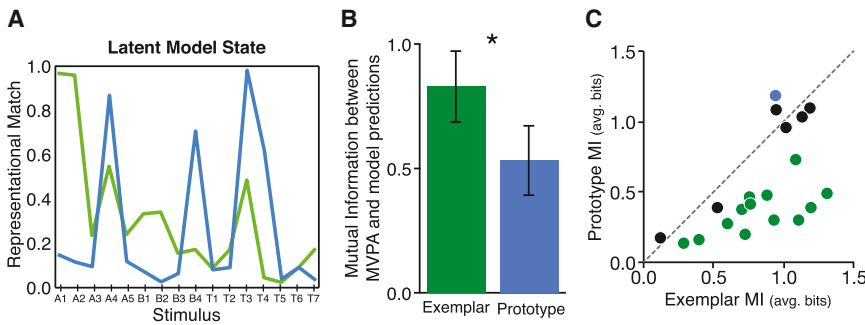 A
Latent Model State
Representational Match
1.0
0.8
0.6
0.4
0.2
0.0
A1 A2 A3 A4 A5 B1 B2 B3 B4 T1 T2 T3 T4 T5 T6 T7
Stimulus
B
Mutual Information between
MVPA and model predictions
1.0
0.5
0.0
*
Exemplar Prototype
C
Prototype MI (avg. bits)
1.5
1.0
0.5
0.0
0.0 0.5 1.0 1.5
Exemplar MI (avg. bits)